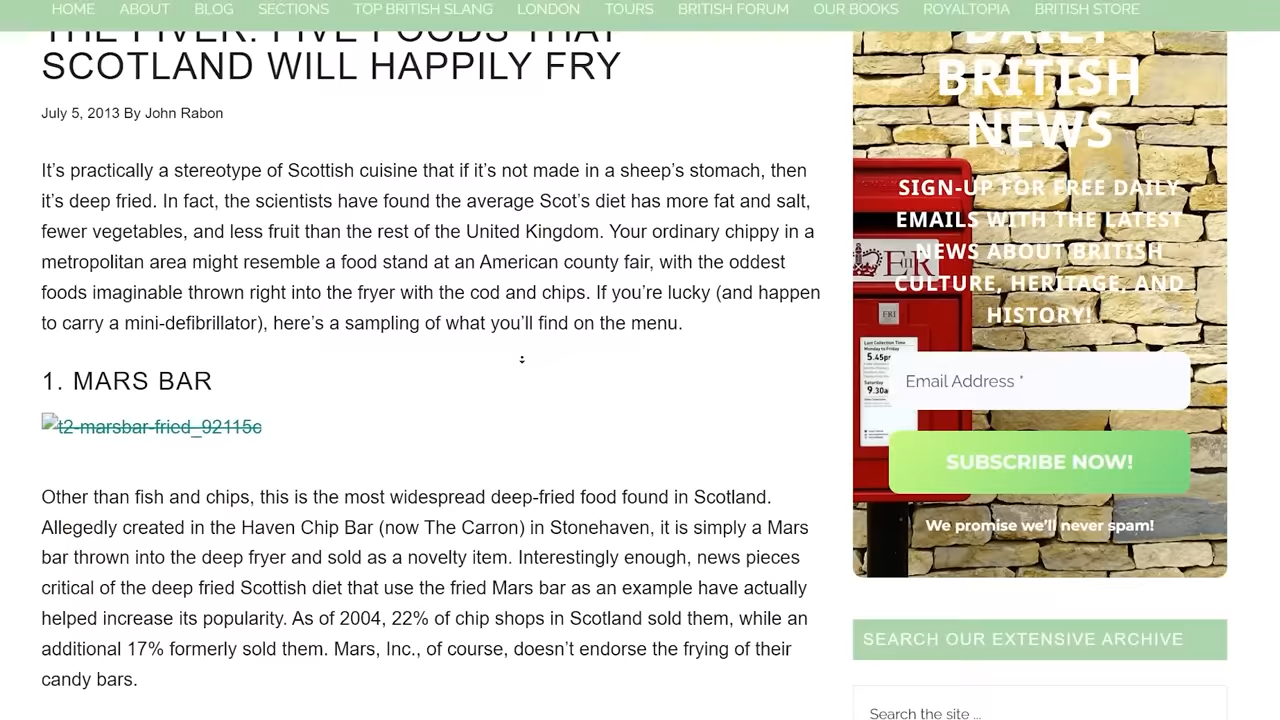 HOME ABOUT BLOG SECTIONS TOP BRITISH SLANG LONDON TOURS BRITISH FORUM OUR BOOKS ROYALTOPIA BRITISH STORE
THE FIVER: FIVE FOODS THAT
SCOTLAND WILL HAPPILY FRY
July 5, 2013 By John Rabon
It’s practically a stereotype of Scottish cuisine that if it’s not made in a sheep’s stomach, then
it’s deep fried. In fact, the scientists have found the average Scot’s diet has more fat and salt,
fewer vegetables, and less fruit than the rest of the United Kingdom. Your ordinary chippy in a
metropolitan area might resemble a food stand at an American county fair, with the oddest
foods imaginable thrown right into the fryer with the cod and chips. If you’re lucky (and happen
to carry a mini-defibrillator), here’s a sampling of what you’ll find on the menu.
1. MARS BAR
t2-marsbar-fried_92115c
Other than fish and chips, this is the most widespread deep-fried food found in Scotland.
Allegedly created in the Haven Chip Bar (now The Carron) in Stonehaven, it is simply a Mars
bar thrown into the deep fryer and sold as a novelty item. Interestingly enough, news pieces
critical of the deep fried Scottish diet that use the fried Mars bar as an example have actually
helped increase its popularity. As of 2004, 22% of chip shops in Scotland sold them, while an
additional 17% formerly sold them. Mars, Inc., of course, doesn’t endorse the frying of their
candy bars.
DAILY
BRITISH
NEWS
SIGN-UP FOR FREE DAILY
EMAILS WITH THE LATEST
NEWS ABOUT BRITISH
CULTURE, HERITAGE, AND
HISTORY!
E II R
FRI
5.45pm
9.30a
Email Address *
SUBSCRIBE NOW!
We promise we’ll never spam!
SEARCH OUR EXTENSIVE ARCHIVE
Search the site ...